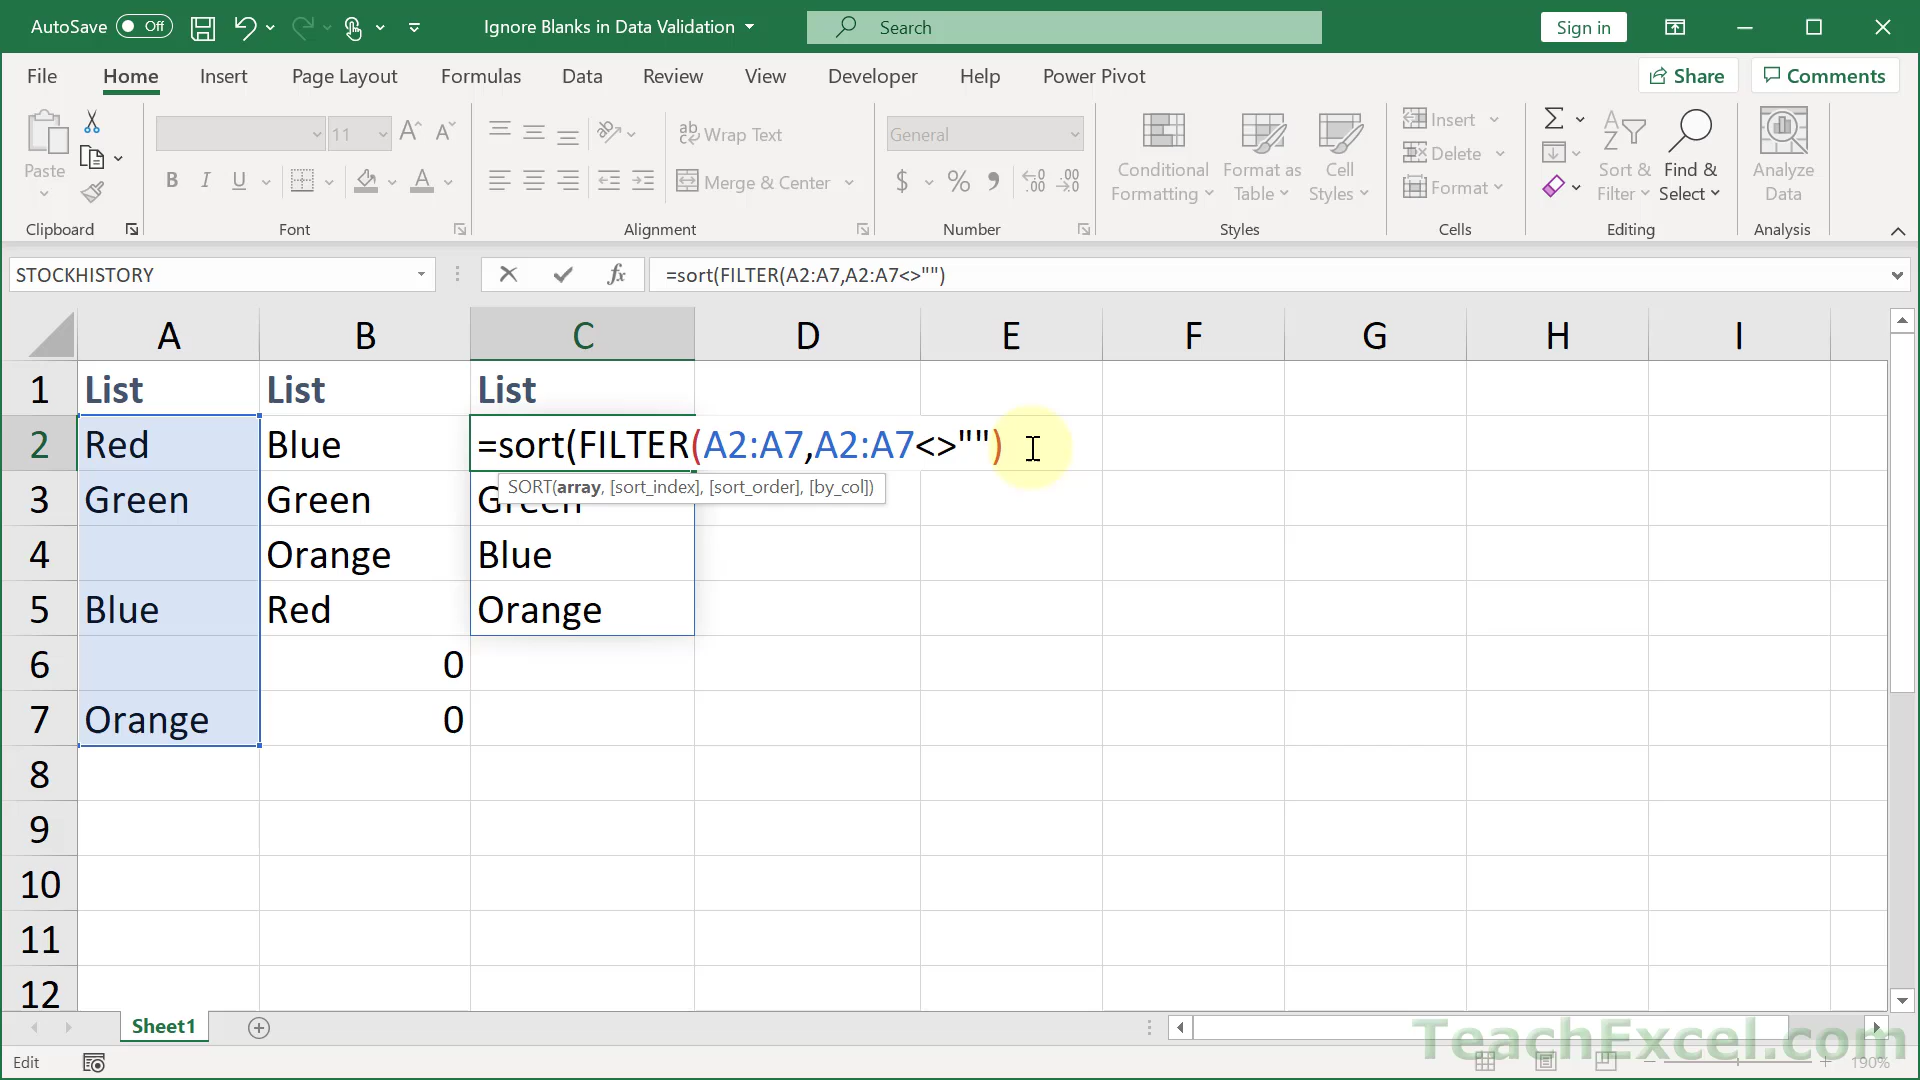 AutoSave Off
Ignore Blanks in Data Validation
Search
Sign in
File Home Insert Page Layout Formulas Data Review View Developer Help Power Pivot
Share Comments
Paste
Clipboard
11 A A
B I U A
Font
Wrap Text
Merge & Center
Alignment
General
$ % 9
Number
Conditional Formatting
Format as Table
Cell Styles
Styles
Insert
Delete
Format
Cells
Sort & Filter
Find & Select
Editing
Analyze Data
Analysis
STOCKHISTORY
fx
=sort(FILTER(A2:A7,A2:A7<>"")
A B C D E F G H I
1 List List List
2 Red Blue =sort(FILTER(A2:A7,A2:A7<>"")
SORT(array, [sort_index], [sort_order], [by_col])
3 Green Green Green
4 Orange Blue
5 Blue Red Orange
6 0
7 Orange 0
8
9
10
11
12
Sheet1
TeachExcel.com
Edit
190%